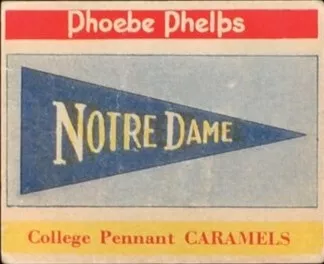 Phoebe Phelps
NOTRE DAME
College Pennant CARAMELS